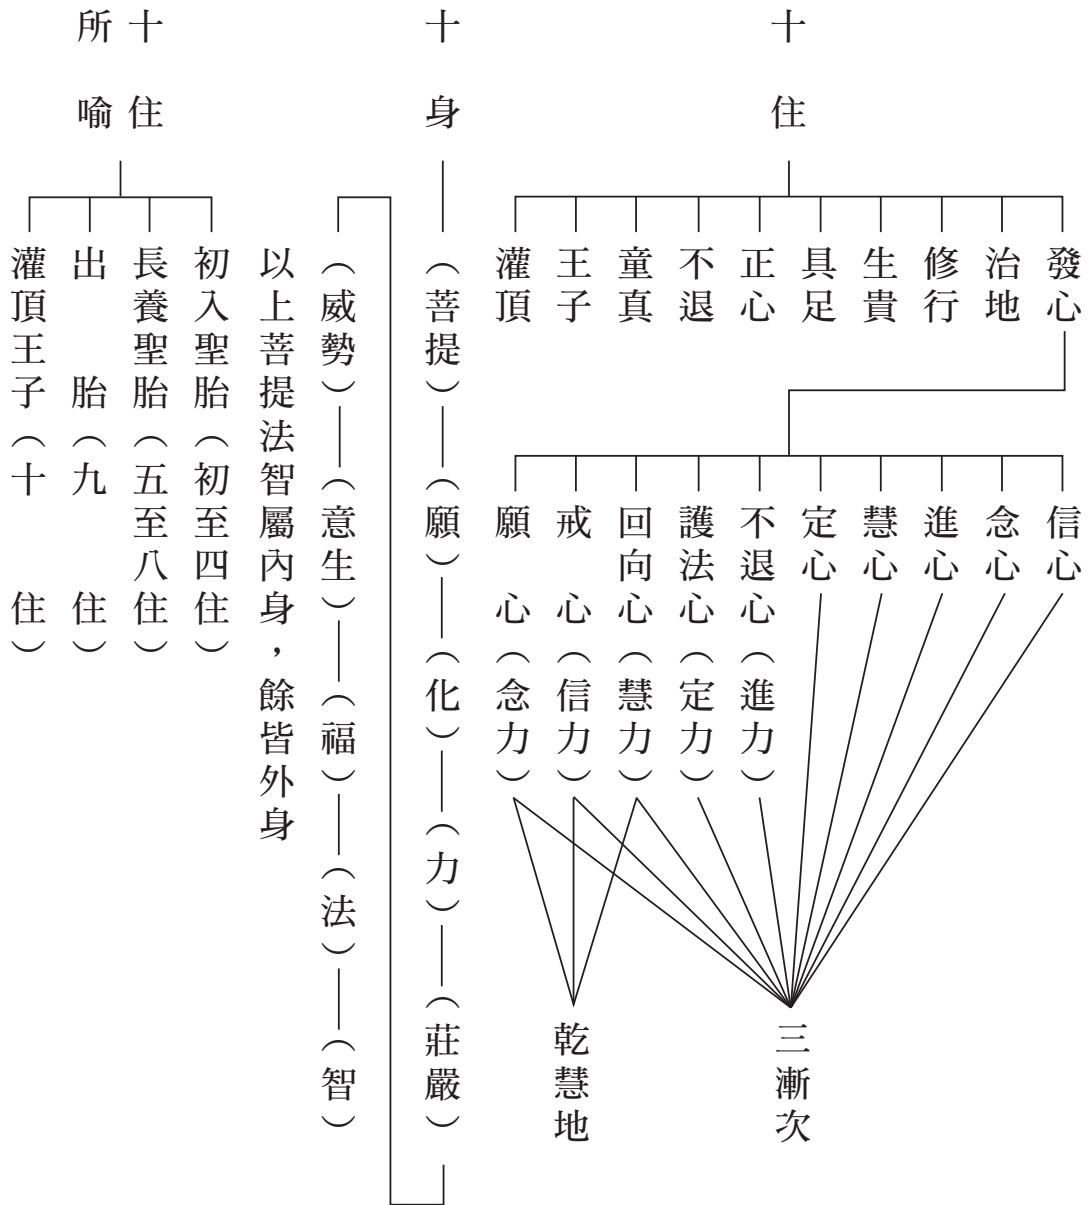 十住
發心
治地
修行
生貴
具足
正心
不退
童真
王子
灌頂
信心
念心
進心
慧心
定心
不退心（進力）
護法心（定力）
回向心（慧力）
戒心（信力）
願心（念力）
三漸次
乾慧地
十身
（菩提）——（願）——（化）——（力）——（莊嚴）
（威勢）——（意生）——（福）——（法）——（智）
以上菩提法智屬內身，餘皆外身
十住
所喻
初入聖胎（初至四住）
長養聖胎（五至八住）
出胎（九住）
灌頂王子（十住）